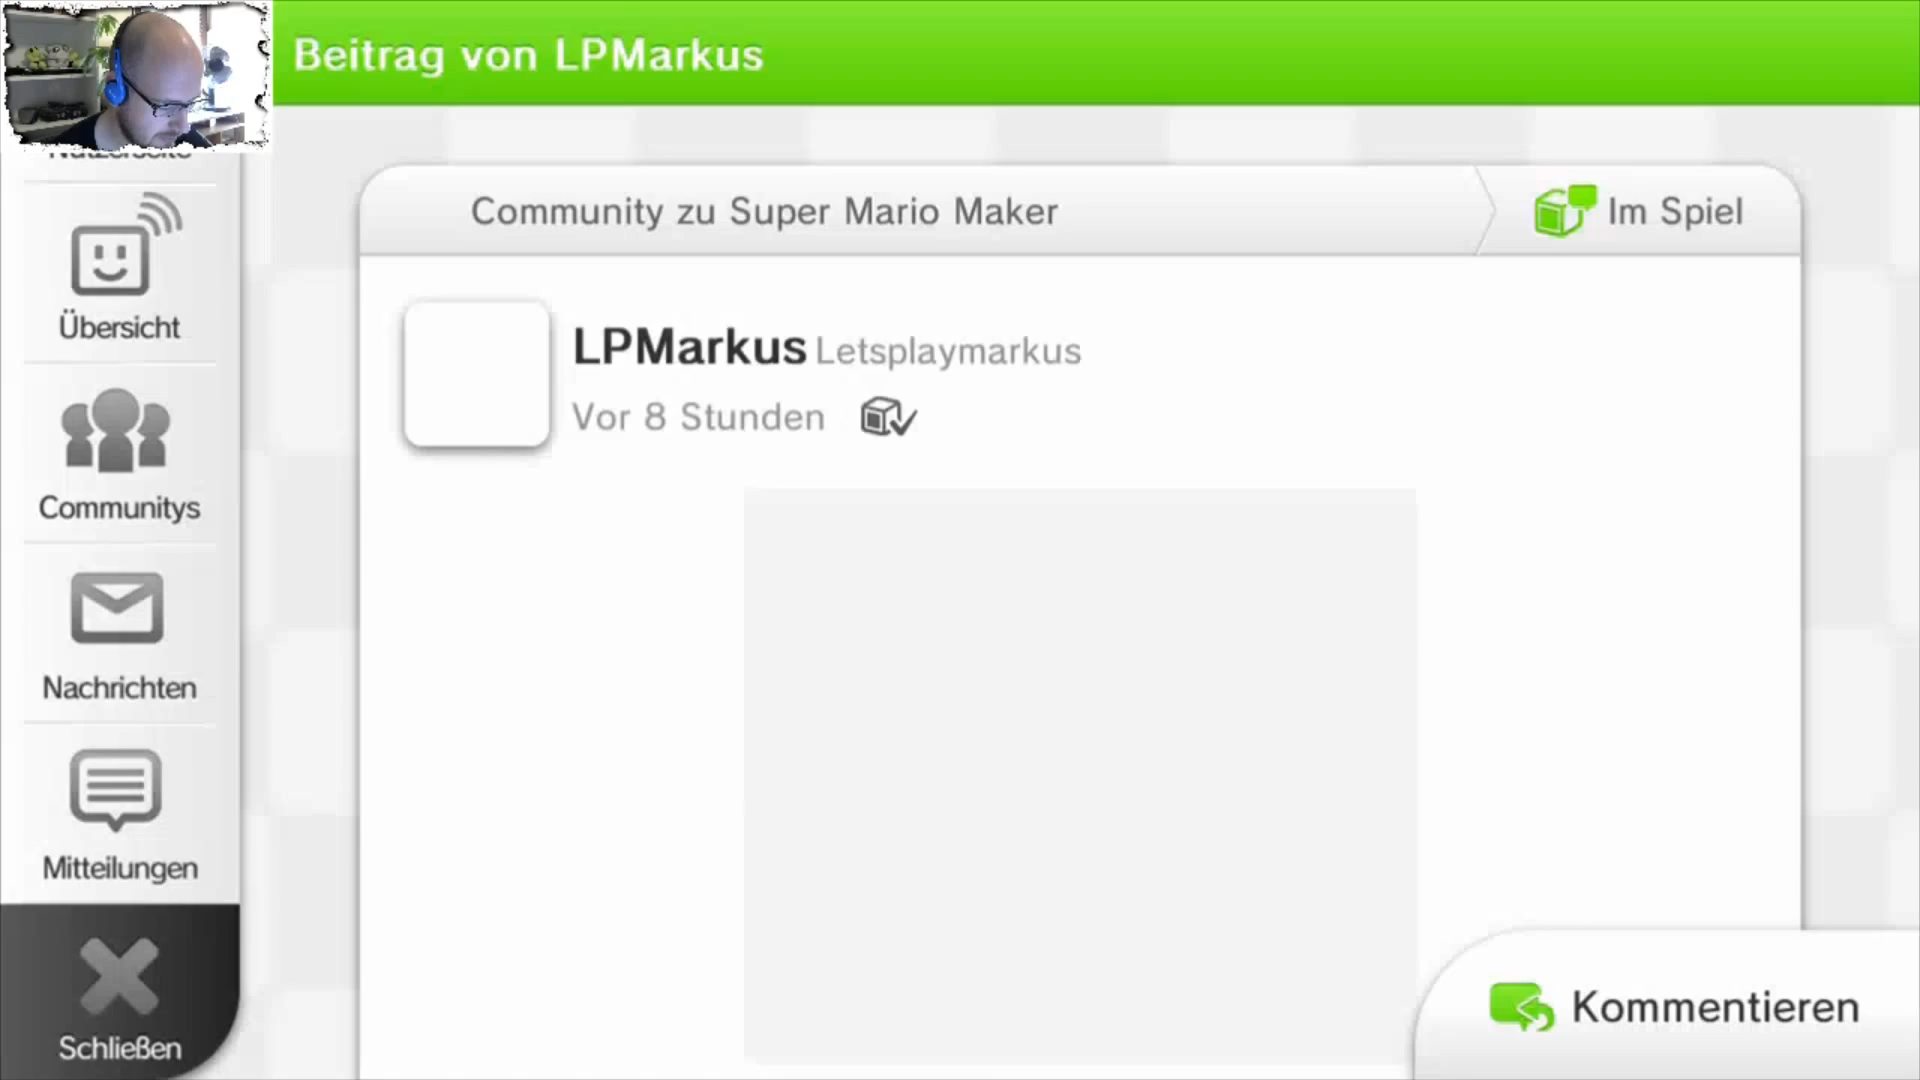 Beitrag von LPMarkus
Nutzerseite
Community zu Super Mario Maker
Im Spiel
LPMarkus Letsplaymarkus
Vor 8 Stunden
Übersicht
Communitys
Nachrichten
Mitteilungen
Schließen
Kommentieren